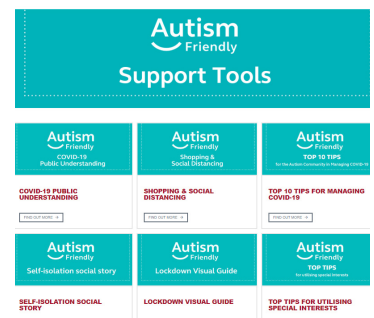 Autism
Friendly
Support Tools
Autism
Friendly
COVID-19
Public Understanding
COVID-19 PUBLIC
UNDERSTANDING
FIND OUT MORE →
Autism
Friendly
Shopping &
Social Distancing
SHOPPING & SOCIAL
DISTANCING
FIND OUT MORE →
Autism
Friendly
TOP 10 TIPS
for the Autism Community in Managing COVID-19
TOP 10 TIPS FOR MANAGING
COVID-19
FIND OUT MORE →
Autism
Friendly
Self-isolation social story
SELF-ISOLATION SOCIAL
STORY
Autism
Friendly
Lockdown Visual Guide
LOCKDOWN VISUAL GUIDE
Autism
Friendly
TOP TIPS
for utilising special interests
TOP TIPS FOR UTILISING
SPECIAL INTERESTS